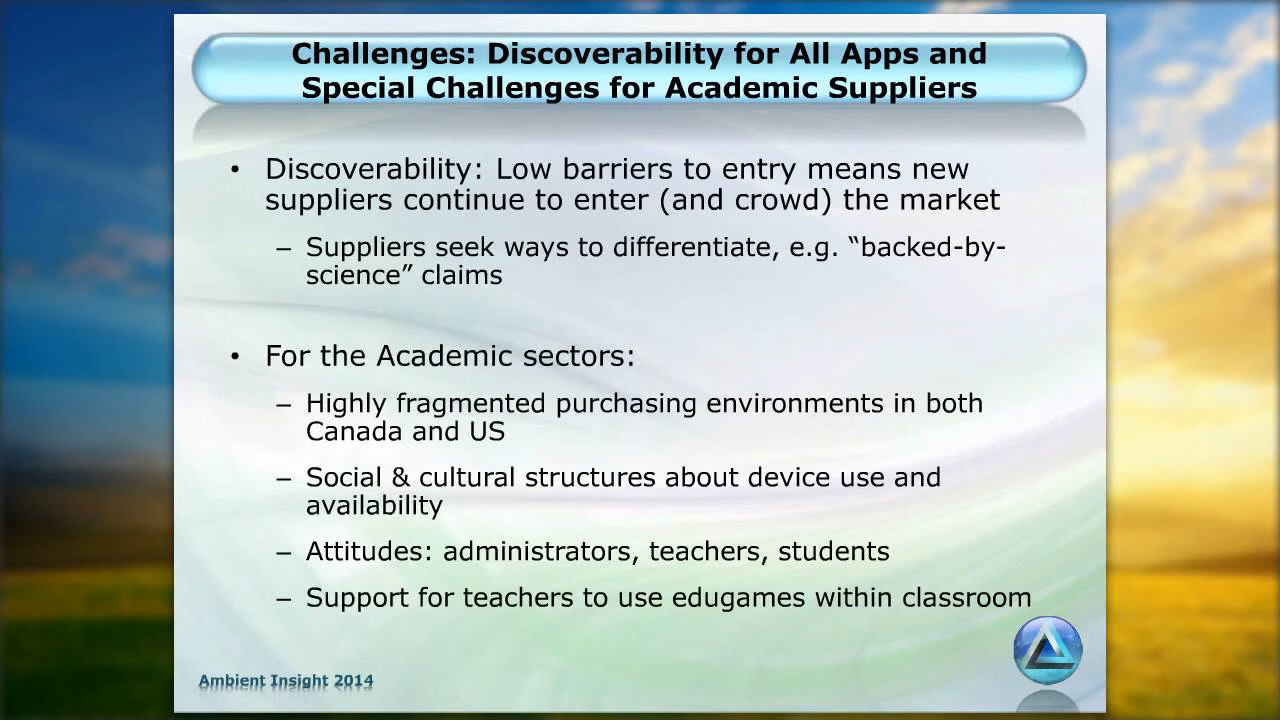 Challenges: Discoverability for All Apps and
Special Challenges for Academic Suppliers
• Discoverability: Low barriers to entry means new
suppliers continue to enter (and crowd) the market
– Suppliers seek ways to differentiate, e.g. “backed-by-
science” claims
• For the Academic sectors:
– Highly fragmented purchasing environments in both
Canada and US
– Social & cultural structures about device use and
availability
– Attitudes: administrators, teachers, students
– Support for teachers to use edugames within classroom
Ambient Insight 2014